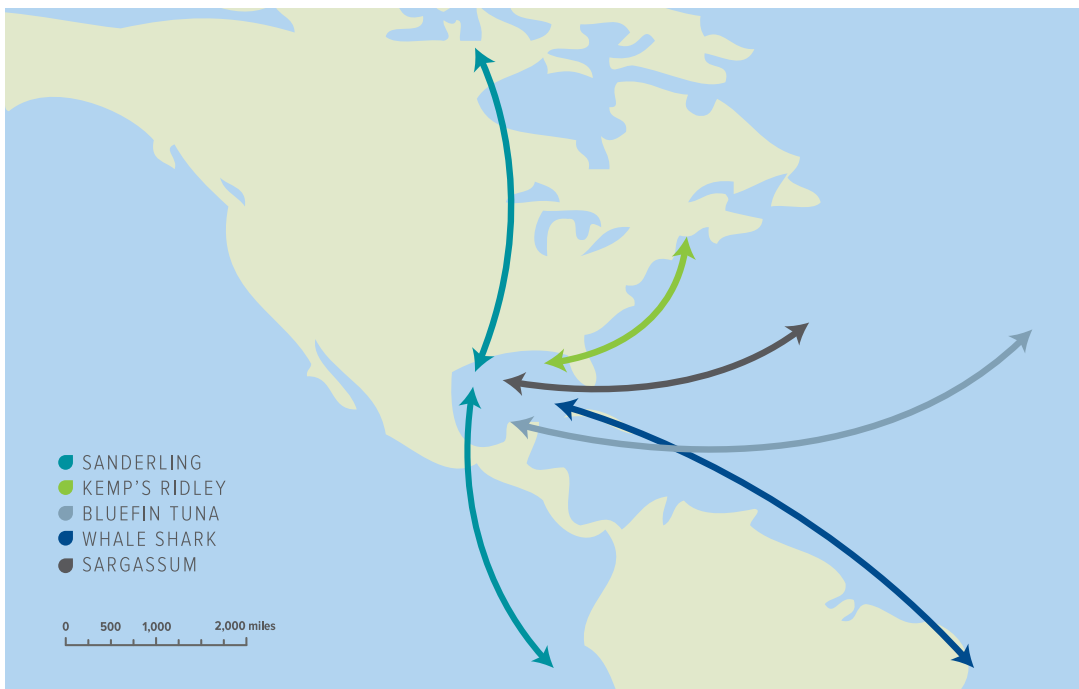 SANDERLING
KEMP'S RIDLEY
BLUEFIN TUNA
WHALE SHARK
SARGASSUM
0 500 1,000 2,000 miles